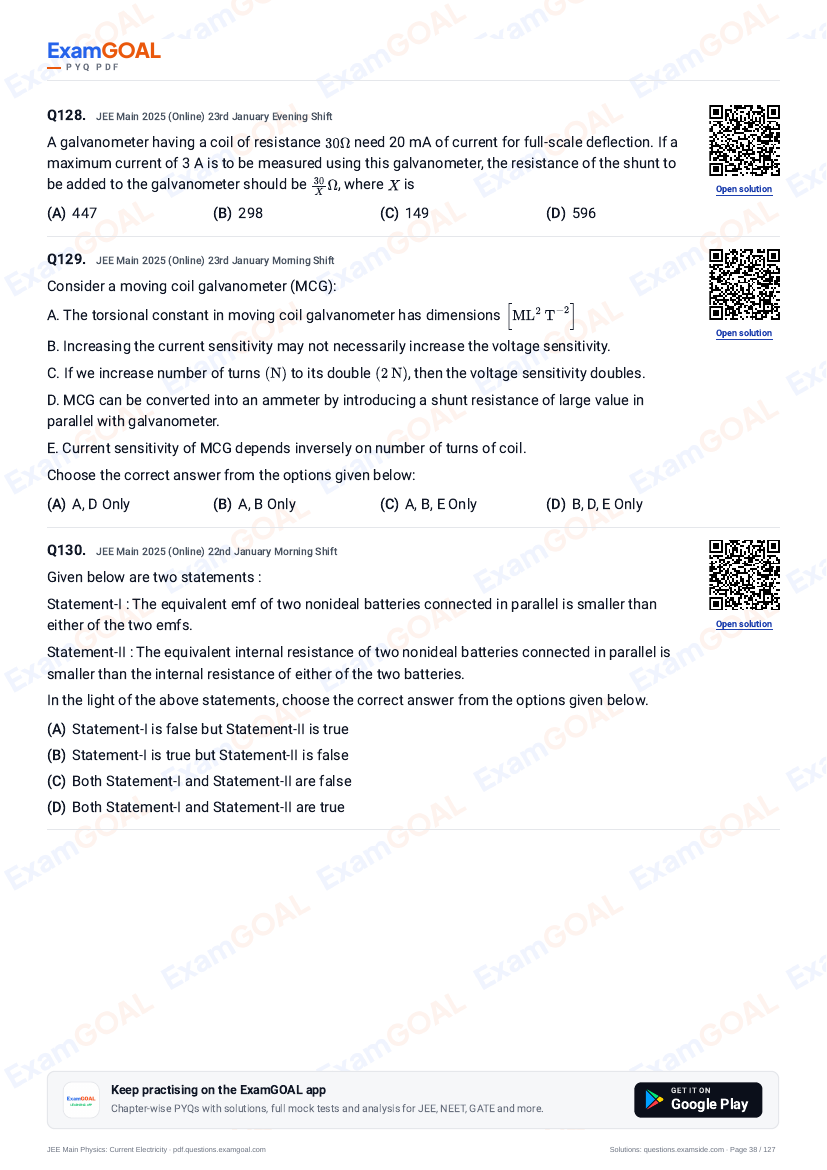 ExamGOAL
PYQ PDF
Q128. JEE Main 2025 (Online) 23rd January Evening Shift
A galvanometer having a coil of resistance 30Ω need 20 mA of current for full-scale deflection. If a
maximum current of 3 A is to be measured using this galvanometer, the resistance of the shunt to
be added to the galvanometer should be 30/X Ω, where X is
(A) 447 (B) 298 (C) 149 (D) 596
Open solution
Q129. JEE Main 2025 (Online) 23rd January Morning Shift
Consider a moving coil galvanometer (MCG):
A. The torsional constant in moving coil galvanometer has dimensions [ML² T⁻²]
B. Increasing the current sensitivity may not necessarily increase the voltage sensitivity.
C. If we increase number of turns (N) to its double (2 N), then the voltage sensitivity doubles.
D. MCG can be converted into an ammeter by introducing a shunt resistance of large value in
parallel with galvanometer.
E. Current sensitivity of MCG depends inversely on number of turns of coil.
Choose the correct answer from the options given below:
(A) A, D Only (B) A, B Only (C) A, B, E Only (D) B, D, E Only
Open solution
Q130. JEE Main 2025 (Online) 22nd January Morning Shift
Given below are two statements :
Statement-I : The equivalent emf of two nonideal batteries connected in parallel is smaller than
either of the two emfs.
Statement-II : The equivalent internal resistance of two nonideal batteries connected in parallel is
smaller than the internal resistance of either of the two batteries.
In the light of the above statements, choose the correct answer from the options given below.
(A) Statement-I is false but Statement-II is true
(B) Statement-I is true but Statement-II is false
(C) Both Statement-I and Statement-II are false
(D) Both Statement-I and Statement-II are true
Open solution
ExamGOAL
Keep practising on the ExamGOAL app
Chapter-wise PYQs with solutions, full mock tests and analysis for JEE, NEET, GATE and more.
GET IT ON
Google Play
JEE Main Physics: Current Electricity · pdf.questions.examgoal.com Solutions: questions.examside.com · Page 38 / 127